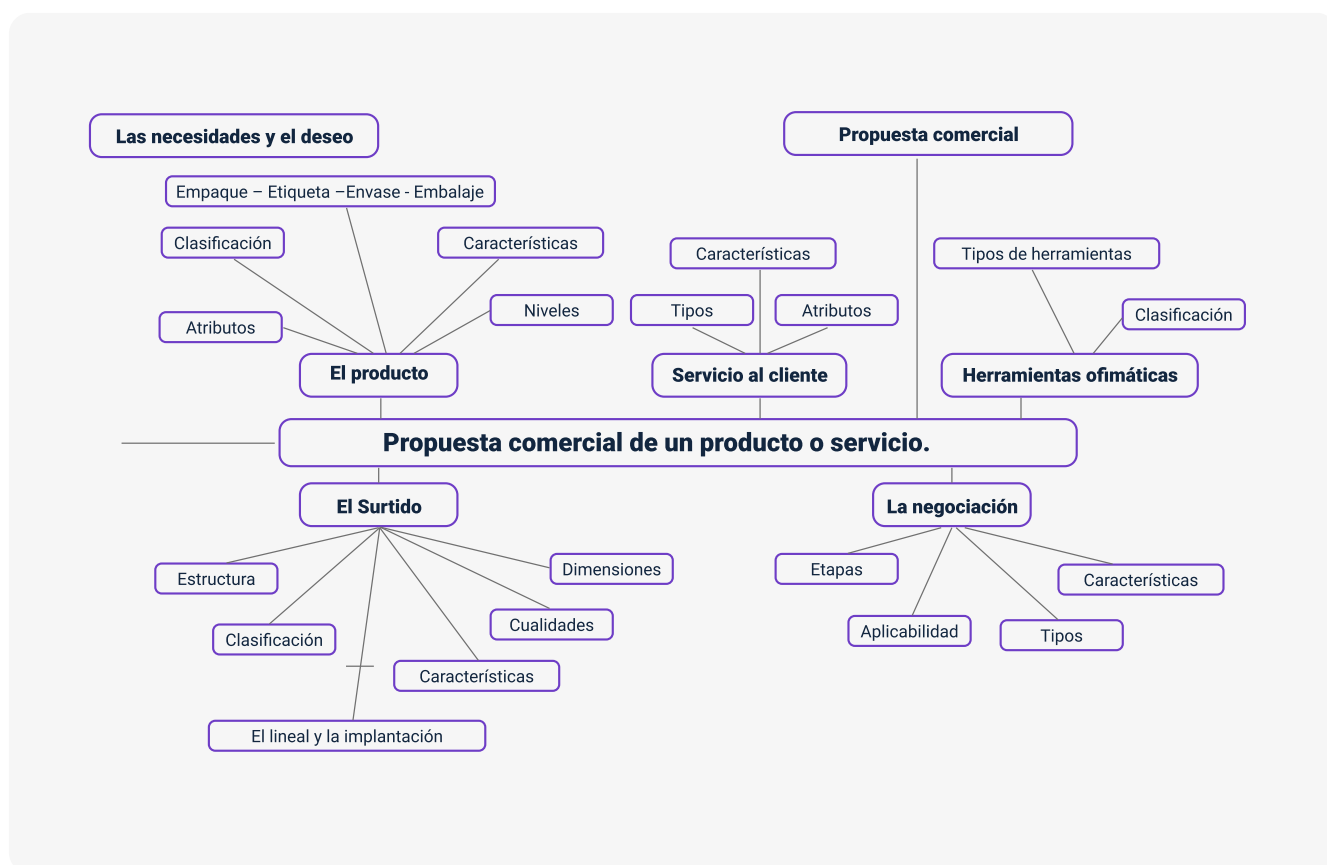 Las necesidades y el deseo
Propuesta comercial
Empaque – Etiqueta –Envase - Embalaje
Clasificación
Características
Características
Tipos de herramientas
Niveles
Tipos
Atributos
Clasificación
Atributos
El producto
Servicio al cliente
Herramientas ofimáticas
Propuesta comercial de un producto o servicio.
El Surtido
La negociación
Estructura
Dimensiones
Etapas
Características
Clasificación
Cualidades
Aplicabilidad
Tipos
Características
El lineal y la implantación